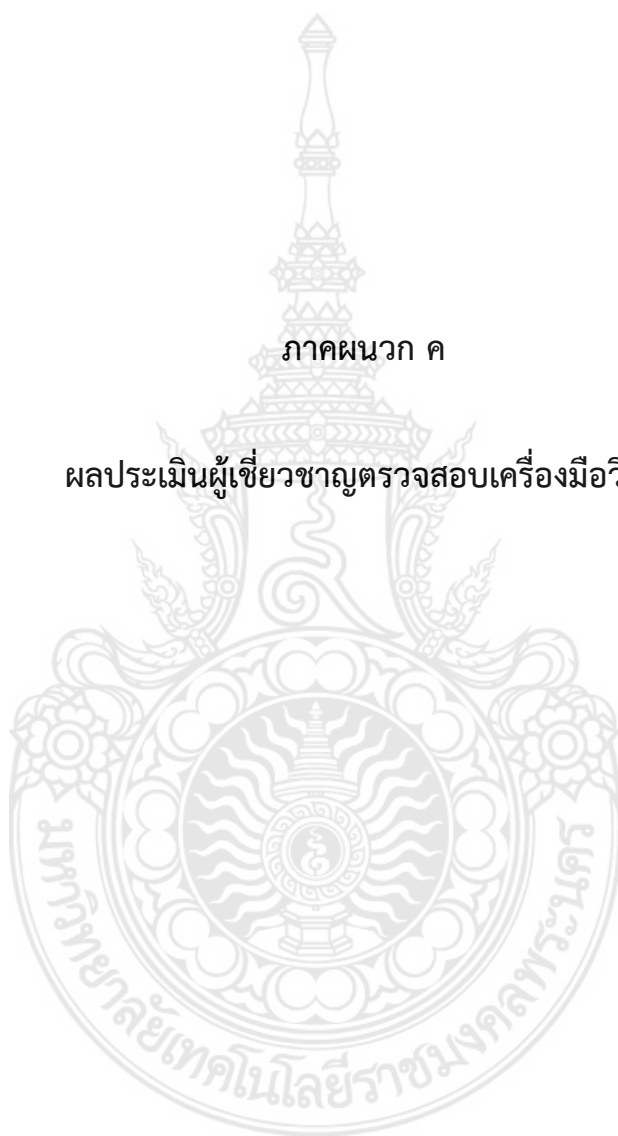 ภาคผนวก ค
ผลประเมินผู้เชี่ยวชาญตรวจสอบเครื่องมือวิ
มหาวิทยาลัยเทคโนโลยีราชมงคลพระนคร